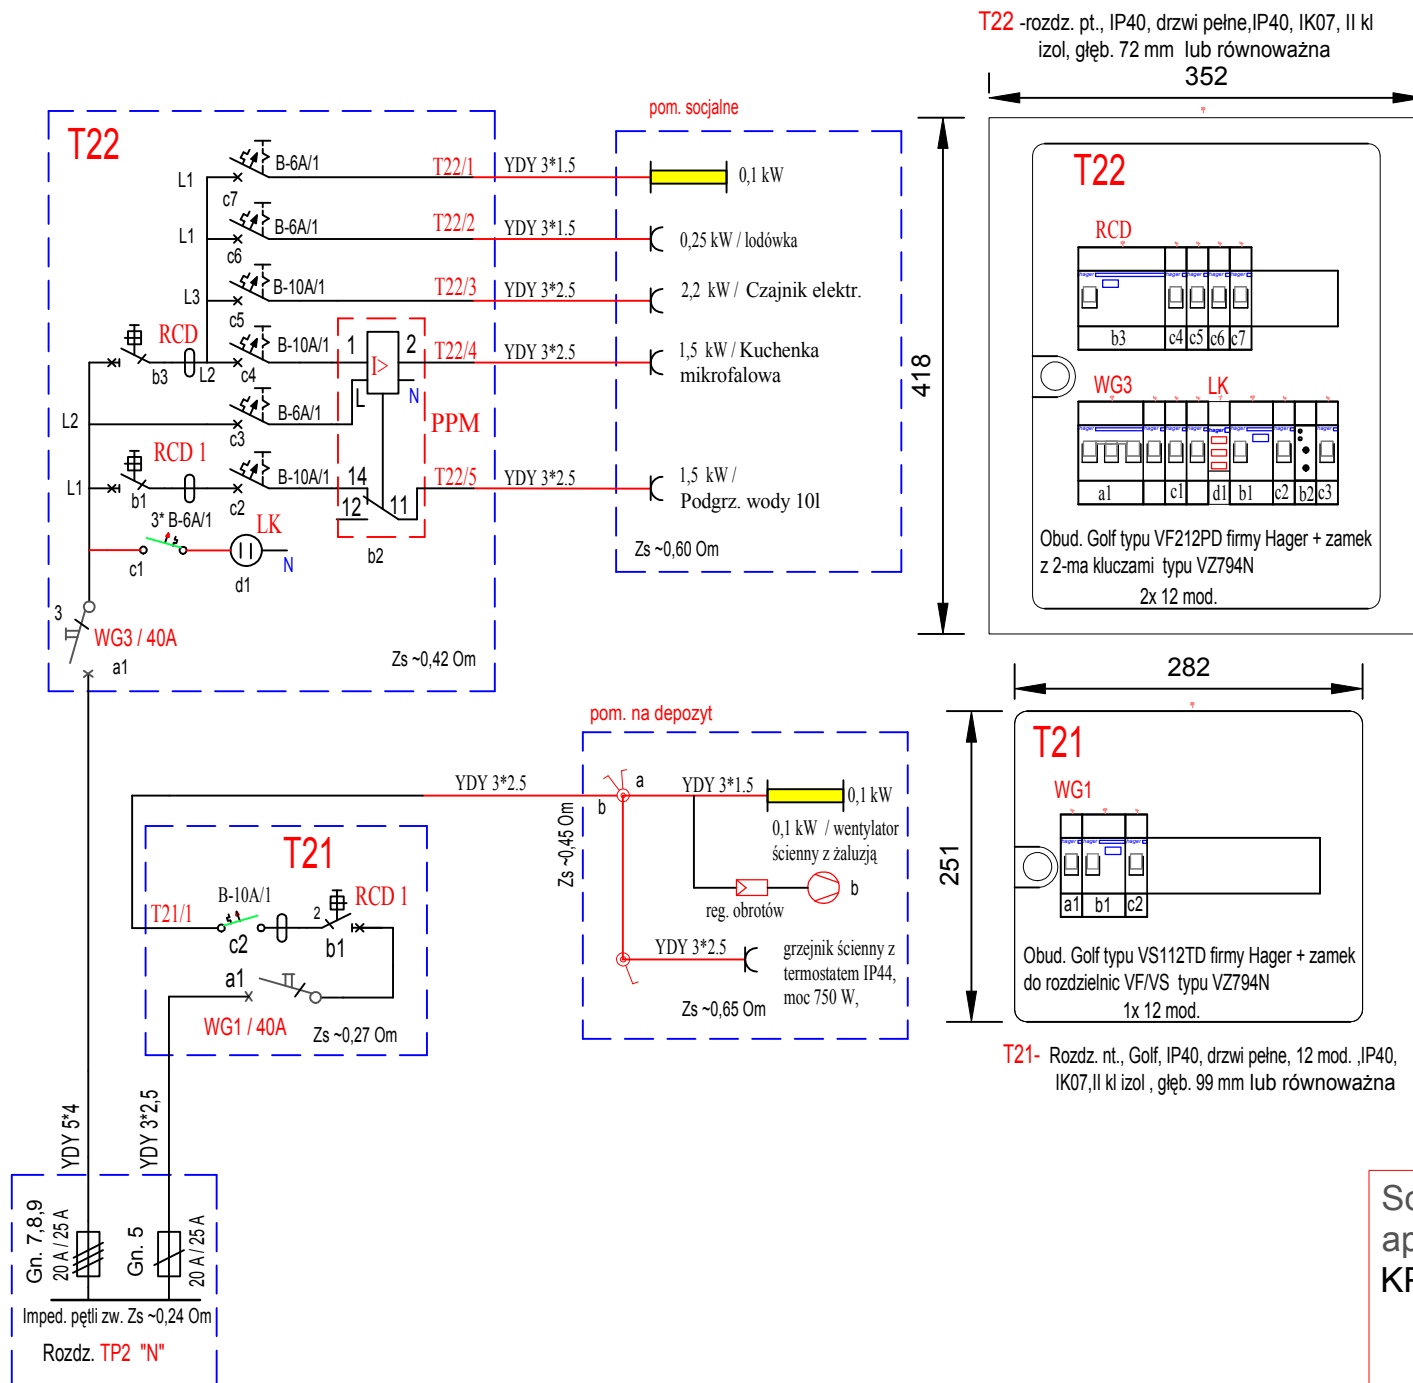 T22 -rozdz. pt., IP40, drzwi pełne,IP40, IK07, II kl
izol, głęb. 72 mm lub równoważna
352
418
T22
pom. socjalne
L1
c7
B-6A/1
T22/1
YDY 3*1.5
0,1 kW
L1
c6
B-6A/1
T22/2
YDY 3*1.5
0,25 kW / lodówka
L3
c5
B-10A/1
T22/3
YDY 3*2.5
2,2 kW / Czajnik elektr.
RCD
b3
L2
c4
B-10A/1
1
I>
2
L
N
T22/4
YDY 3*2.5
1,5 kW / Kuchenka
mikrofalowa
L2
c3
B-6A/1
PPM
L1
RCD 1
b1
c2
B-10A/1
14
12
11
b2
T22/5
YDY 3*2.5
1,5 kW /
Podgrz. wody 10l
3* B-6A/1
c1
LK
d1
N
Zs ~0,60 Om
3
WG3 / 40A
a1
Zs ~0,42 Om
T22
RCD
hager
b3
c4
c5
c6
c7
WG3
LK
hager
a1
c1
d1
b1
c2
b2
c3
Obud. Golf typu VF212PD firmy Hager + zamek
z 2-ma kluczami typu VZ794N
2x 12 mod.
282
251
T21
WG1
hager
a1
b1
c2
Obud. Golf typu VS112TD firmy Hager + zamek
do rozdzielnic VF/VS typu VZ794N
1x 12 mod.
T21- Rozdz. nt., Golf, IP40, drzwi pełne, 12 mod. ,IP40,
IK07,II kl izol , głęb. 99 mm lub równoważna
pom. na depozyt
YDY 3*2.5
a
b
Zs ~0,45 Om
YDY 3*1.5
0,1 kW
0,1 kW / wentylator
ścienny z żaluzją
b
reg. obrotów
YDY 3*2.5
grzejnik ścienny z
termostatem IP44,
moc 750 W,
Zs ~0,65 Om
T21
T21/1
B-10A/1
c2
2
b1
RCD 1
a1
WG1 / 40A
Zs ~0,27 Om
YDY 5*4
YDY 3*2,5
Gn. 7,8,9
20 A / 25 A
Gn. 5
20 A / 25 A
Imped. pętli zw. Zs ~0,24 Om
Rozdz. TP2 "N"